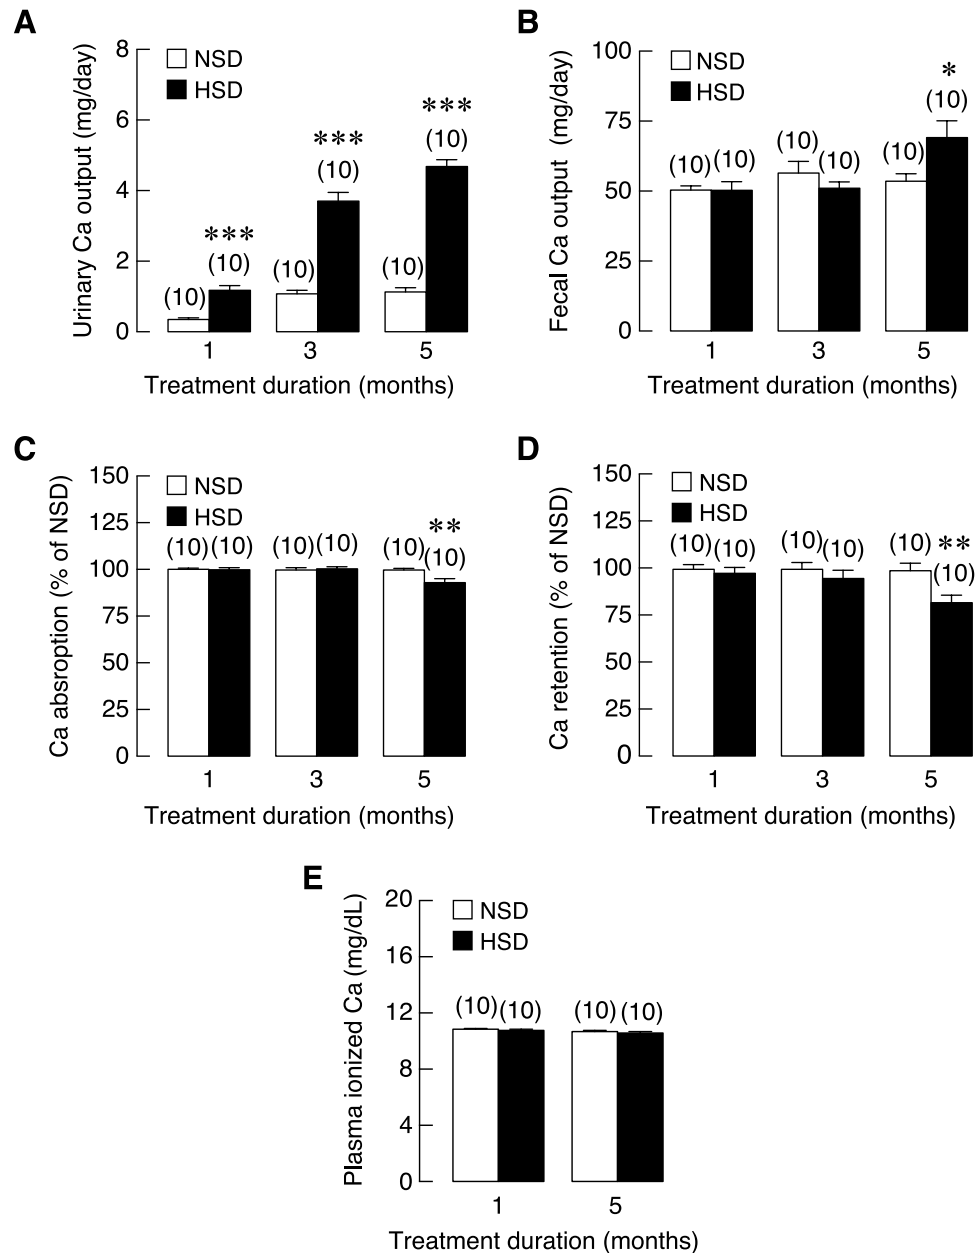 A
Urinary Ca output (mg/day)
8
6
4
2
0
NSD
HSD
(10)
***
(10)
(10)
***
(10)
(10)
***
(10)
1 3 5
Treatment duration (months)
B
Fecal Ca output (mg/day)
100
75
50
25
0
NSD
HSD
(10) (10)
(10)
(10)
(10)
*
(10)
1 3 5
Treatment duration (months)
C
Ca absroption (% of NSD)
150
125
100
75
50
25
0
NSD
HSD
(10) (10)
(10) (10)
(10)
**
(10)
1 3 5
Treatment duration (months)
D
Ca retention (% of NSD)
150
125
100
75
50
25
0
NSD
HSD
(10) (10)
(10) (10)
(10)
**
(10)
1 3 5
Treatment duration (months)
E
Plasma ionized Ca (mg/dL)
20
16
12
8
4
0
NSD
HSD
(10) (10)
(10) (10)
1 5
Treatment duration (months)